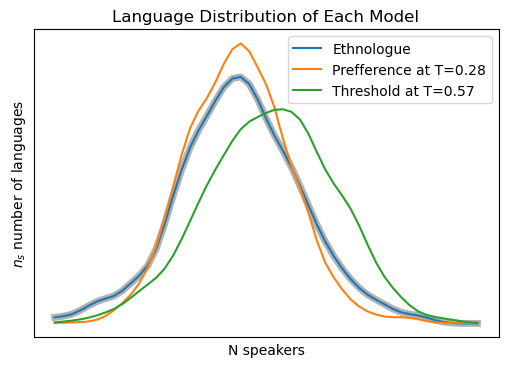 Language Distribution of Each Model
Ethnologue
Prefference at T=0.28
Threshold at T=0.57
n_s number of languages
N speakers